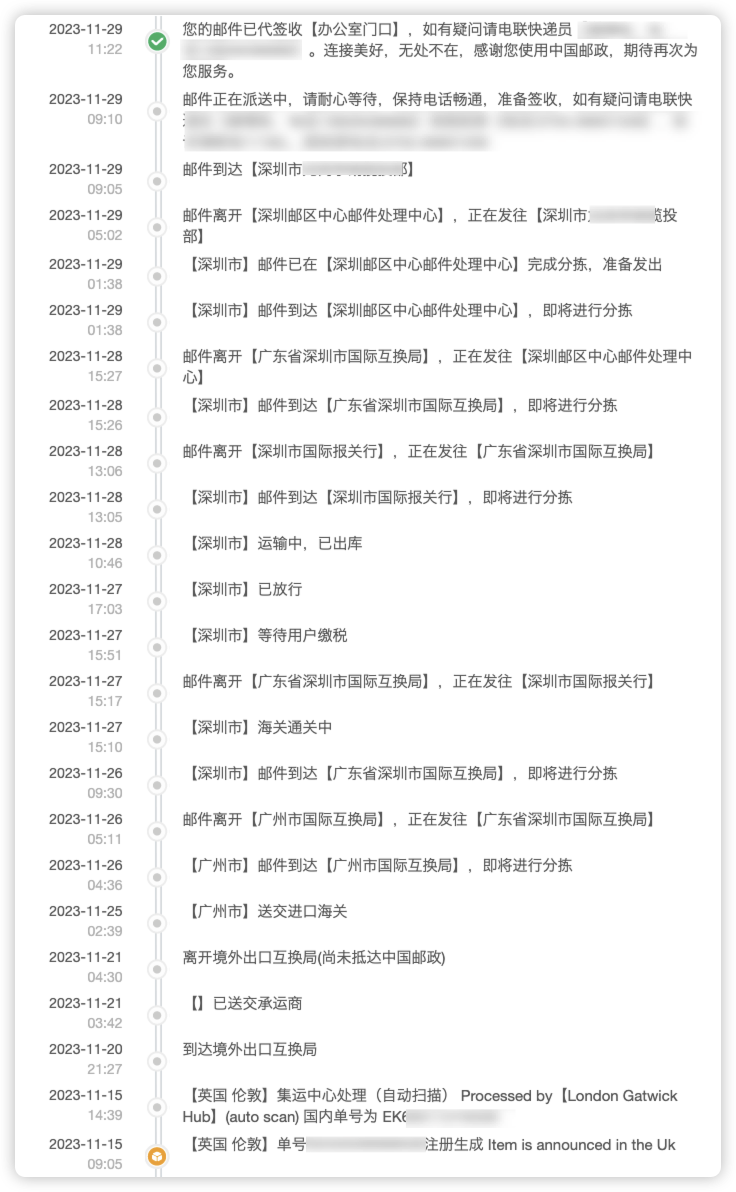 2023-11-29
11:22
您的邮件已代签收【办公室门口】，如有疑问请电联快递员
。连接美好，无处不在，感谢您使用中国邮政，期待再次为
您服务。
2023-11-29
09:10
邮件正在派送中，请耐心等待，保持电话畅通，准备签收，如有疑问请电联快
2023-11-29
09:05
邮件到达【深圳市 】
2023-11-29
05:02
邮件离开【深圳邮区中心邮件处理中心】，正在发往【深圳市 揽投
部】
2023-11-29
01:38
【深圳市】邮件已在【深圳邮区中心邮件处理中心】完成分拣，准备发出
2023-11-29
01:38
【深圳市】邮件到达【深圳邮区中心邮件处理中心】，即将进行分拣
2023-11-28
15:27
邮件离开【广东省深圳市国际互换局】，正在发往【深圳邮区中心邮件处理中
心】
2023-11-28
15:26
【深圳市】邮件到达【广东省深圳市国际互换局】，即将进行分拣
2023-11-28
13:06
邮件离开【深圳市国际报关行】，正在发往【广东省深圳市国际互换局】
2023-11-28
13:05
【深圳市】邮件到达【深圳市国际报关行】，即将进行分拣
2023-11-28
10:46
【深圳市】运输中，已出库
2023-11-27
17:03
【深圳市】已放行
2023-11-27
15:51
【深圳市】等待用户缴税
2023-11-27
15:17
邮件离开【广东省深圳市国际互换局】，正在发往【深圳市国际报关行】
2023-11-27
15:10
【深圳市】海关通关中
2023-11-26
09:30
【深圳市】邮件到达【广东省深圳市国际互换局】，即将进行分拣
2023-11-26
05:11
邮件离开【广州市国际互换局】，正在发往【广东省深圳市国际互换局】
2023-11-26
04:36
【广州市】邮件到达【广州市国际互换局】，即将进行分拣
2023-11-25
02:39
【广州市】送交进口海关
2023-11-21
04:30
离开境外出口互换局(尚未抵达中国邮政)
2023-11-21
03:42
【】已送交承运商
2023-11-20
21:27
到达境外出口互换局
2023-11-15
14:39
【英国 伦敦】集运中心处理（自动扫描） Processed by【London Gatwick
Hub】(auto scan) 国内单号为 EK
2023-11-15
09:05
【英国 伦敦】单号 注册生成 Item is announced in the Uk